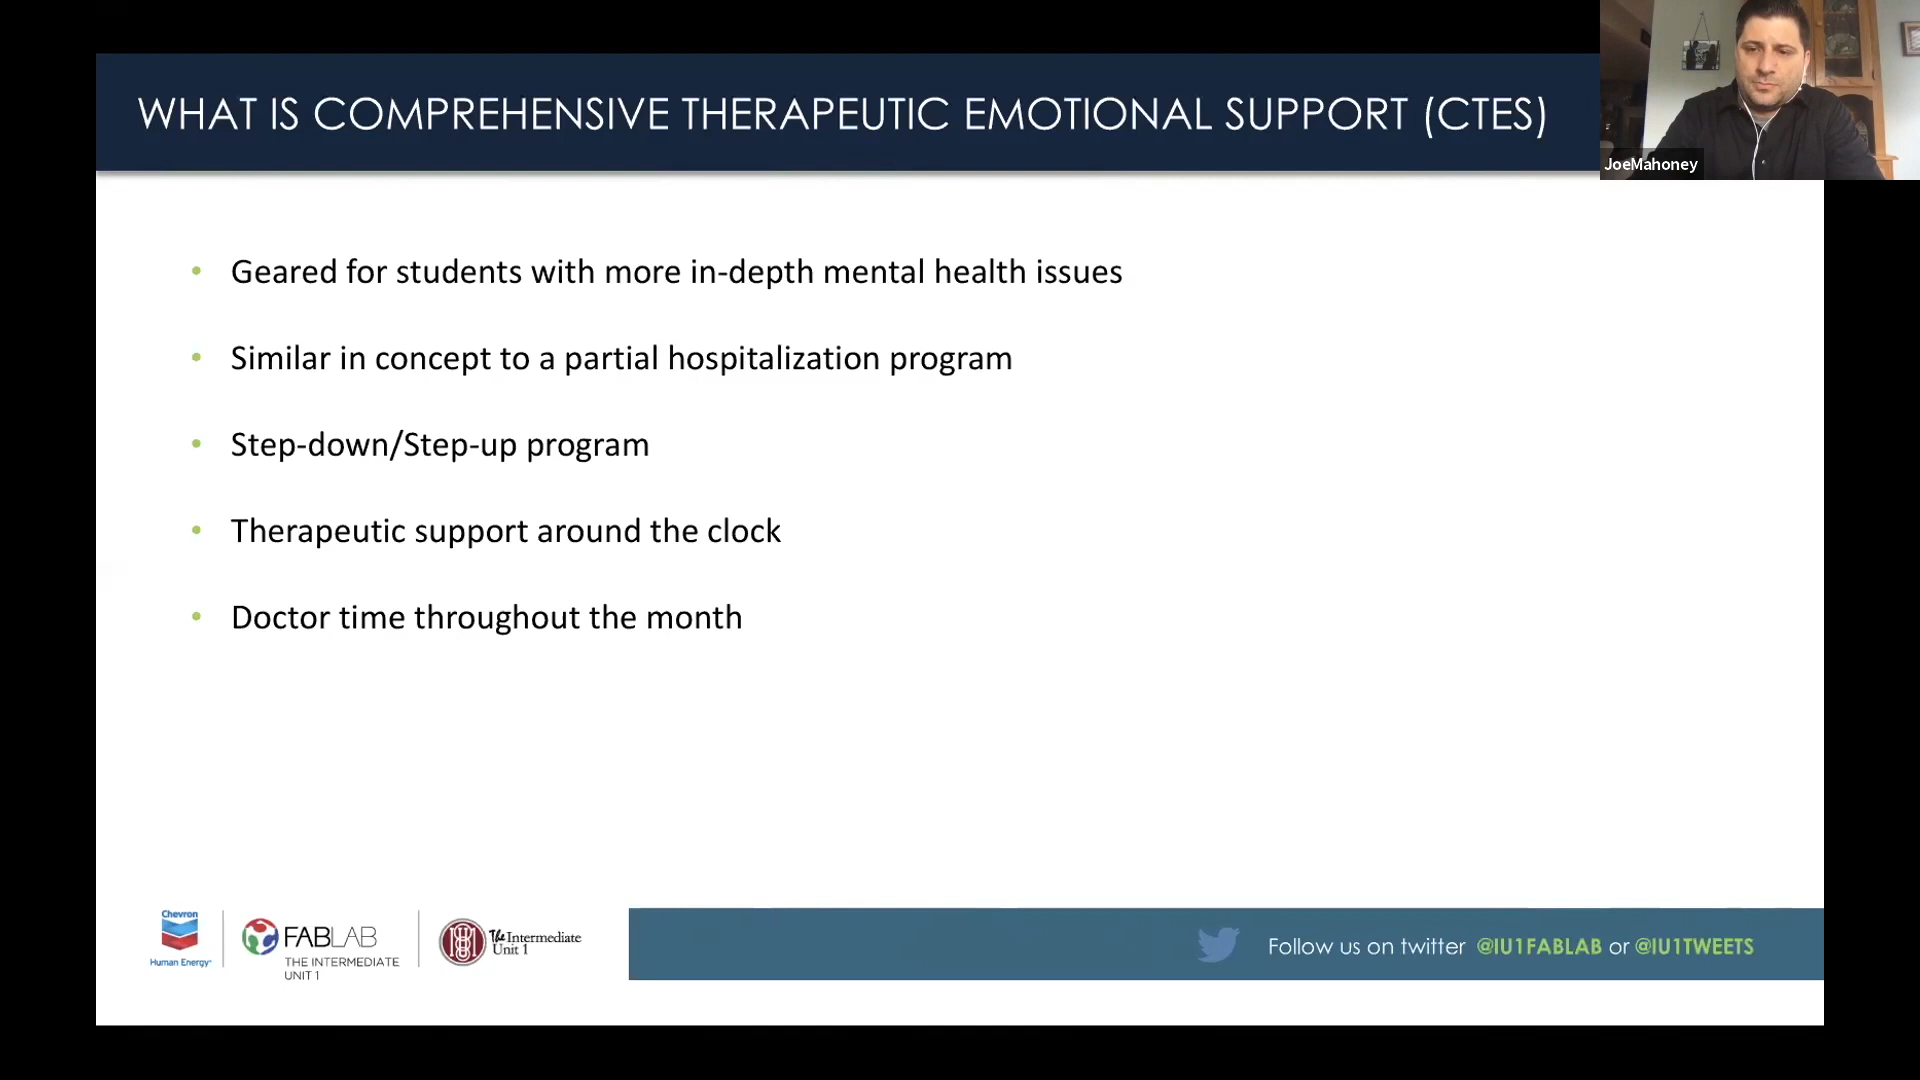 WHAT IS COMPREHENSIVE THERAPEUTIC EMOTIONAL SUPPORT (CTES)
JoeMahoney
• Geared for students with more in-depth mental health issues
• Similar in concept to a partial hospitalization program
• Step-down/Step-up program
• Therapeutic support around the clock
• Doctor time throughout the month
Chevron
Human Energy®
FABLAB
THE INTERMEDIATE
UNIT 1
The Intermediate
Unit 1
Follow us on twitter @IU1FABLAB or @IU1TWEETS